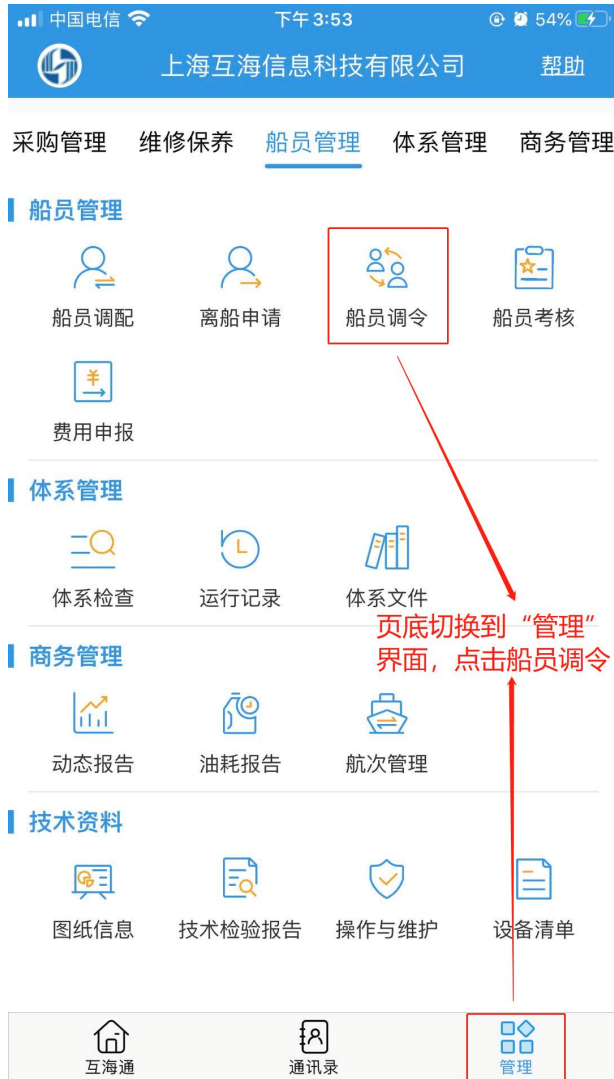 中国电信 下午3:53 54%
上海互海信息科技有限公司 帮助
采购管理 维修保养 船员管理 体系管理 商务管理
船员管理
船员调配 离船申请 船员调令 船员考核
费用申报
体系管理
体系检查 运行记录 体系文件
页底切换到“管理”
界面，点击船员调令
商务管理
动态报告 油耗报告 航次管理
技术资料
图纸信息 技术检验报告 操作与维护 设备清单
互海通 通讯录 管理